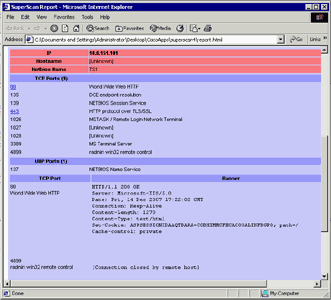 SuperScan Report - Microsoft Internet Explorer
File Edit View Favorites Tools Help
Back Search Favorites Media
Address C:\Documents and Settings\Administrator\Desktop\CocoApps\superscan4\report.html Go Links
IP 10.0.151.101
Hostname [Unknown]
Netbios Name TS1
TCP Ports (9)
80 World Wide Web HTTP
135 DCE endpoint resolution
139 NETBIOS Session Service
443 HTTP protocol over TLS/SSL
1026 MSTASK / Remote Login Network Terminal
1027 [Unknown]
1028 [Unknown]
3389 MS Terminal Server
4899 radmin win32 remote control
UDP Ports (1)
137 NETBIOS Name Service
TCP Port Banner
80 HTTP/1.1 200 OK
World Wide Web HTTP Server: Microsoft-IIS/5.0
Date: Fri, 14 Dec 2007 17:22:02 GMT
Connection: Keep-Alive
Content-Length: 1270
Content-Type: text/html
Set-Cookie: path=/
Cache-control: private
4899
radmin win32 remote control [Connection closed by remote host]
Done My Computer